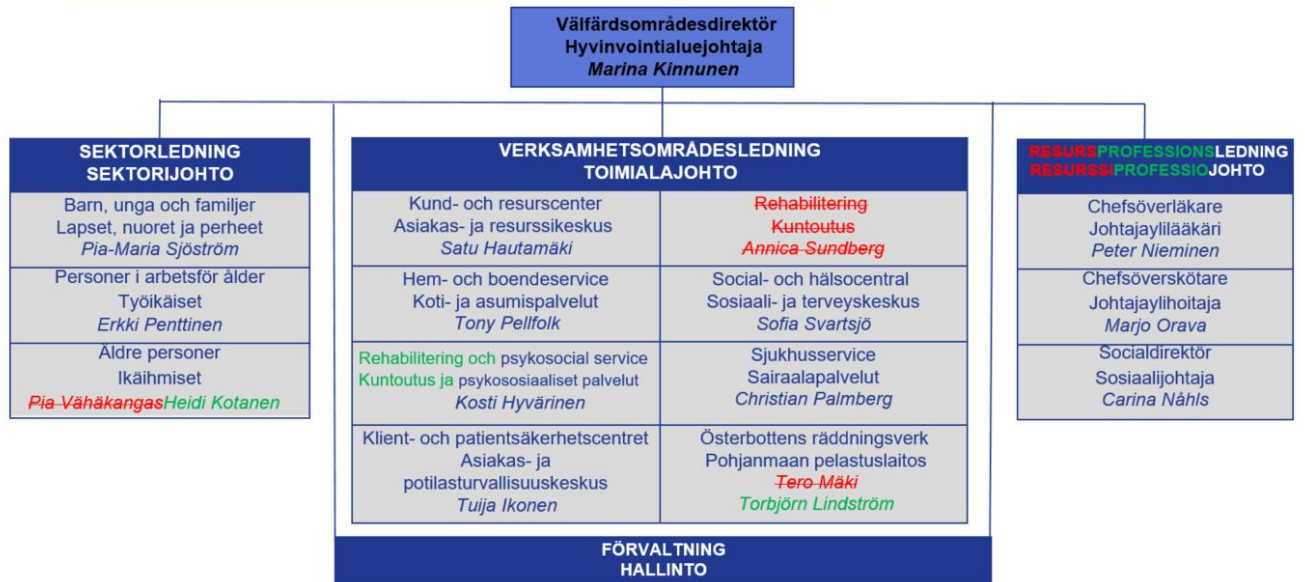 Välfärdsområdesdirektör
Hyvinvointialuejohtaja
Marina Kinnunen
SEKTORLEDNING
SEKTORIJOHTO
Barn, unga och familjer
Lapset, nuoret ja perheet
Pia-Maria Sjöström
Personer i arbetsför ålder
Työikäiset
Erkki Penttinen
Äldre personer
Ikäihmiset
Pia VähäkangasHeidi Kotanen
VERKSAMHETSOMRÅDESLEDNING
TOIMIALAJOHTO
Kund- och resurscenter
Asiakas- ja resurssikeskus
Satu Hautamäki
Rehabilitering
Kuntoutus
Annica Sundberg
Hem- och boendeservice
Koti- ja asumispalvelut
Tony Pellfolk
Social- och hälsocentral
Sosiaali- ja terveyskeskus
Sofia Svartsjö
Rehabilitering och psykosocial service
Kuntoutus ja psykososiaaliset palvelut
Kosti Hyvärinen
Sjukhusservice
Sairaalapalvelut
Christian Palmberg
Klient- och patientsäkerhetscentret
Asiakas- ja
potilasturvallisuuskeskus
Tuija Ikonen
Österbottens räddningsverk
Pohjanmaan pelastuslaitos
Tero Mäki
Torbjörn Lindström
RESURSPROFESSIONSLEDNING
RESURSSIPROFESSIOJOHTO
Chefsöverläkare
Johtajaylilääkäri
Peter Nieminen
Chefsöverskötare
Johtajaylihoitaja
Marjo Orava
Socialdirektör
Sosiaalijohtaja
Carina Nåhls
FÖRVALTNING
HALLINTO